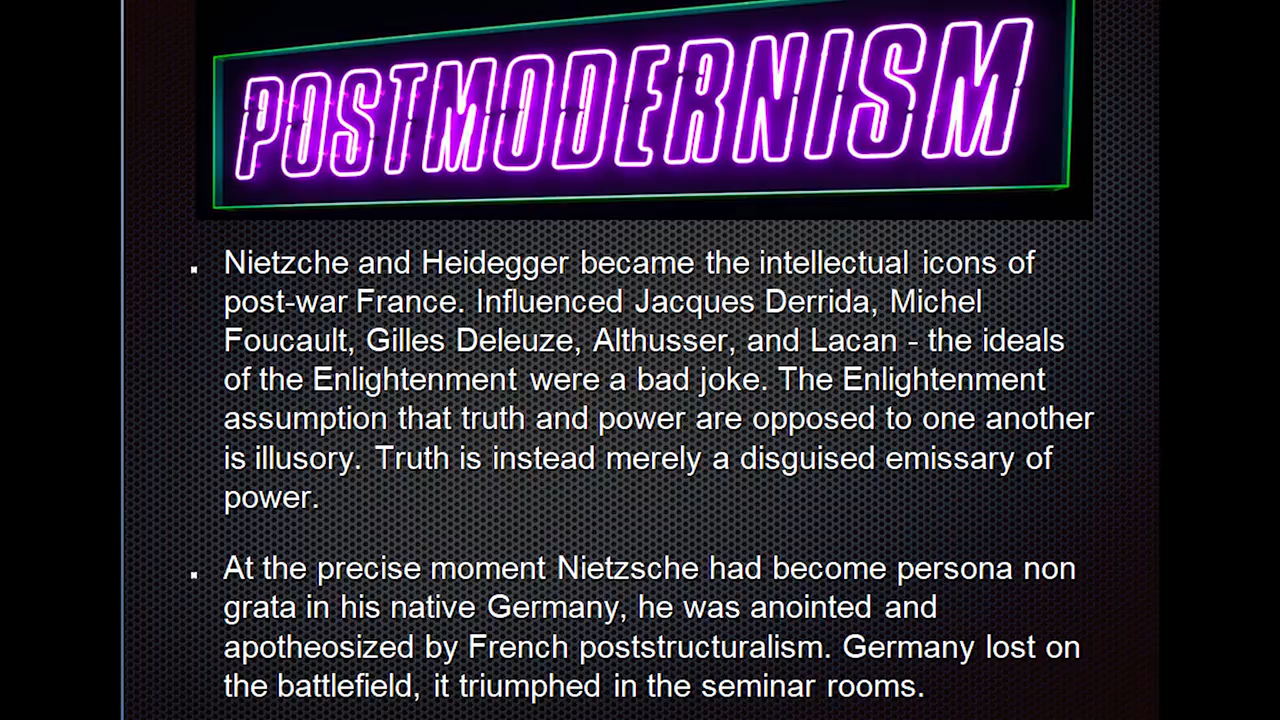 POSTMODERNISM
Nietzche and Heidegger became the intellectual icons of
post-war France. Influenced Jacques Derrida, Michel
Foucault, Gilles Deleuze, Althusser, and Lacan - the ideals
of the Enlightenment were a bad joke. The Enlightenment
assumption that truth and power are opposed to one another
is illusory. Truth is instead merely a disguised emissary of
power.
At the precise moment Nietzsche had become persona non
grata in his native Germany, he was anointed and
apotheosized by French poststructuralism. Germany lost on
the battlefield, it triumphed in the seminar rooms.